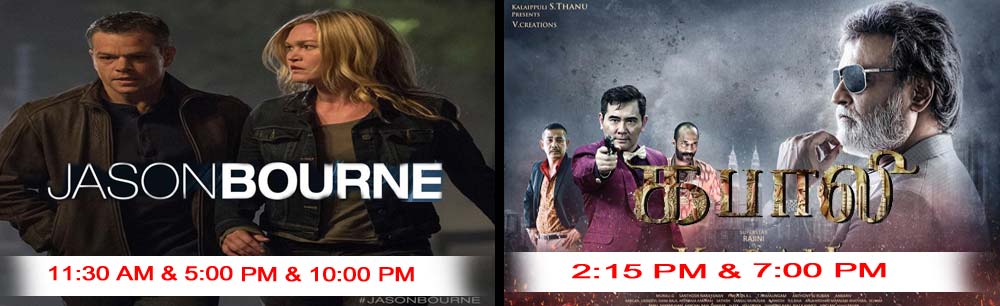 JASONBOURNE
11:30 AM & 5:00 PM & 10:00 PM
#JASONBOURNE
KALAIPPULI S.THANU
PRESENTS
V.CREATIONS
கபாலி
SUPERSTAR
RAJINI
2:15 PM & 7:00 PM